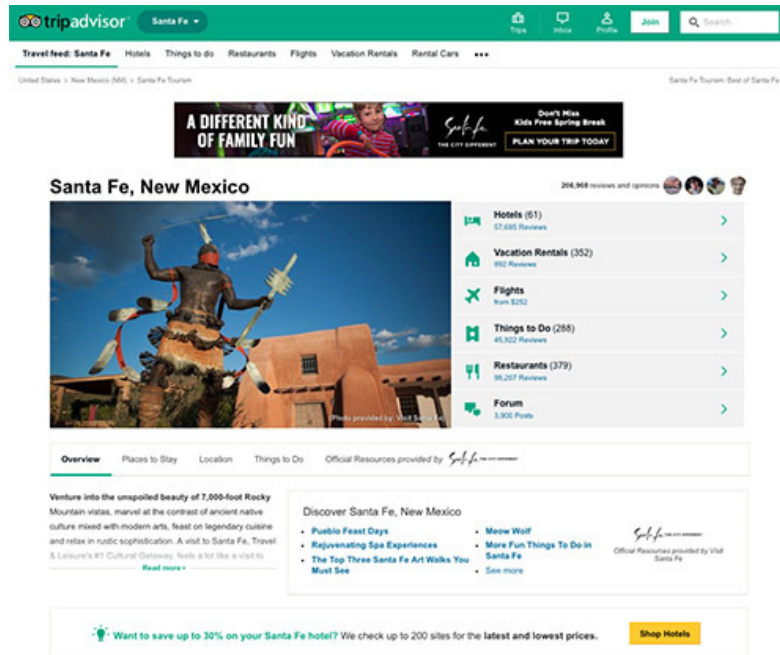 tripadvisor
Santa Fe
Trips
Inbox
Profile
Join
Search
Travel feed: Santa Fe Hotels Things to do Restaurants Flights Vacation Rentals Rental Cars •••
United States > New Mexico (NM) > Santa Fe Tourism
Santa Fe Tourism: Best of Santa Fe
A DIFFERENT KIND
OF FAMILY FUN
Santa Fe
THE CITY DIFFERENT
Don't Miss
Kids Free Spring Break
PLAN YOUR TRIP TODAY
Santa Fe, New Mexico
206,968 reviews and opinions
Hotels (61)
57,695 Reviews
Vacation Rentals (352)
992 Reviews
Flights
from $252
Things to Do (288)
45,922 Reviews
Restaurants (379)
98,207 Reviews
Forum
3,900 Posts
(Photo provided by: Visit Santa Fe)
Overview Places to Stay Location Things to Do Official Resources provided by Santa Fe
Venture into the unspoiled beauty of 7,000-foot Rocky
Mountain vistas, marvel at the contrast of ancient native
culture mixed with modern arts, feast on legendary cuisine
and relax in rustic sophistication. A visit to Santa Fe, Travel
& Leisure's #1 Cultural Getaway, feels a lot like a visit to
Read more
Discover Santa Fe, New Mexico
• Pueblo Feast Days
• Rejuvenating Spa Experiences
• The Top Three Santa Fe Art Walks You
Must See
• Meow Wolf
• More Fun Things To Do in
Santa Fe
• See more
Santa Fe
Official Resources provided by Visit
Santa Fe
Want to save up to 30% on your Santa Fe hotel? We check up to 200 sites for the latest and lowest prices.
Shop Hotels